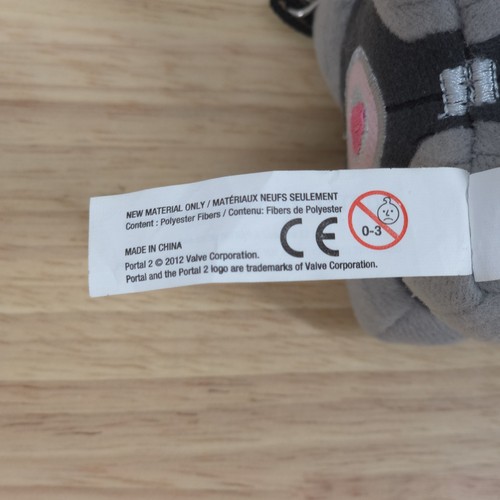 NEW MATERIAL ONLY / MATÉRIAUX NEUFS SEULEMENT
Content : Polyester Fibers / Contenu: Fibers de Polyester
CE
0-3
MADE IN CHINA
Portal 2 © 2012 Valve Corporation.
Portal and the Portal 2 logo are trademarks of Valve Corporation.